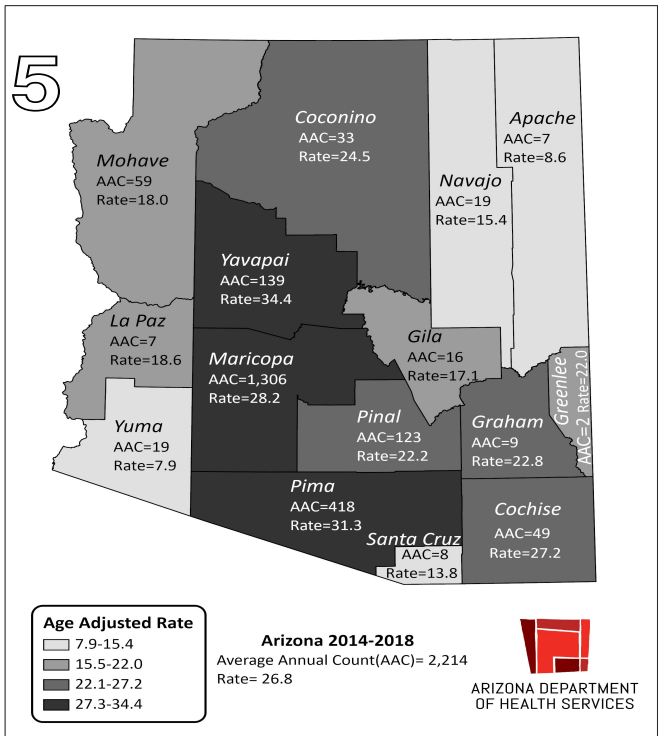 5
Coconino
AAC=33
Rate=24.5
Apache
AAC=7
Rate=8.6
Mohave
AAC=59
Rate=18.0
Navajo
AAC=19
Rate=15.4
Yavapai
AAC=139
Rate=34.4
La Paz
AAC=7
Rate=18.6
Gila
AAC=16
Rate=17.1
Maricopa
AAC=1,306
Rate=28.2
Greenlee
AAC=2 Rate=22.0
Yuma
AAC=19
Rate=7.9
Pinal
AAC=123
Rate=22.2
Graham
AAC=9
Rate=22.8
Pima
AAC=418
Rate=31.3
Cochise
AAC=49
Rate=27.2
Santa Cruz
AAC=8
Rate=13.8
Age Adjusted Rate
7.9-15.4
15.5-22.0
22.1-27.2
27.3-34.4
Arizona 2014-2018
Average Annual Count(AAC)= 2,214
Rate= 26.8
ARIZONA DEPARTMENT
OF HEALTH SERVICES